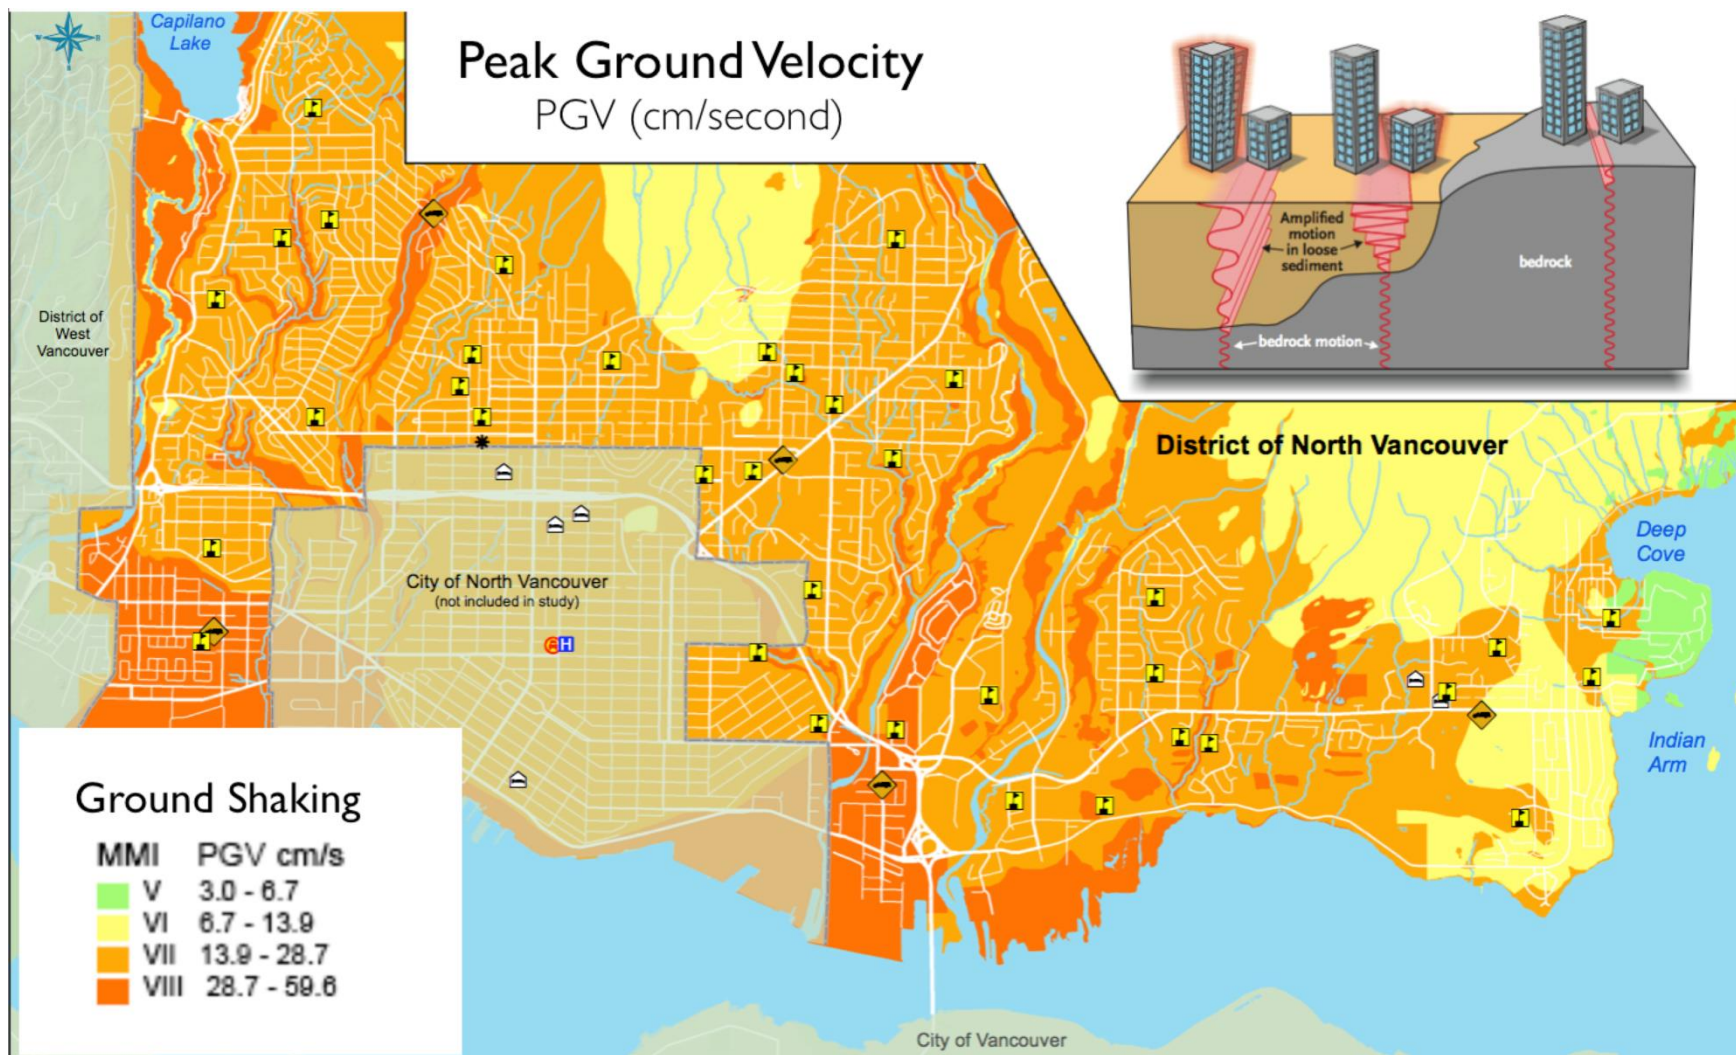 Capilano
Lake
Peak Ground Velocity
PGV (cm/second)
Amplified
motion
in loose
sediment
bedrock
bedrock motion
District of
West
Vancouver
District of North Vancouver
Deep
Cove
City of North Vancouver
(not included in study)
H
Indian
Arm
Ground Shaking
MMI PGV cm/s
V 3.0 - 6.7
VI 6.7 - 13.9
VII 13.9 - 28.7
VIII 28.7 - 59.6
City of Vancouver